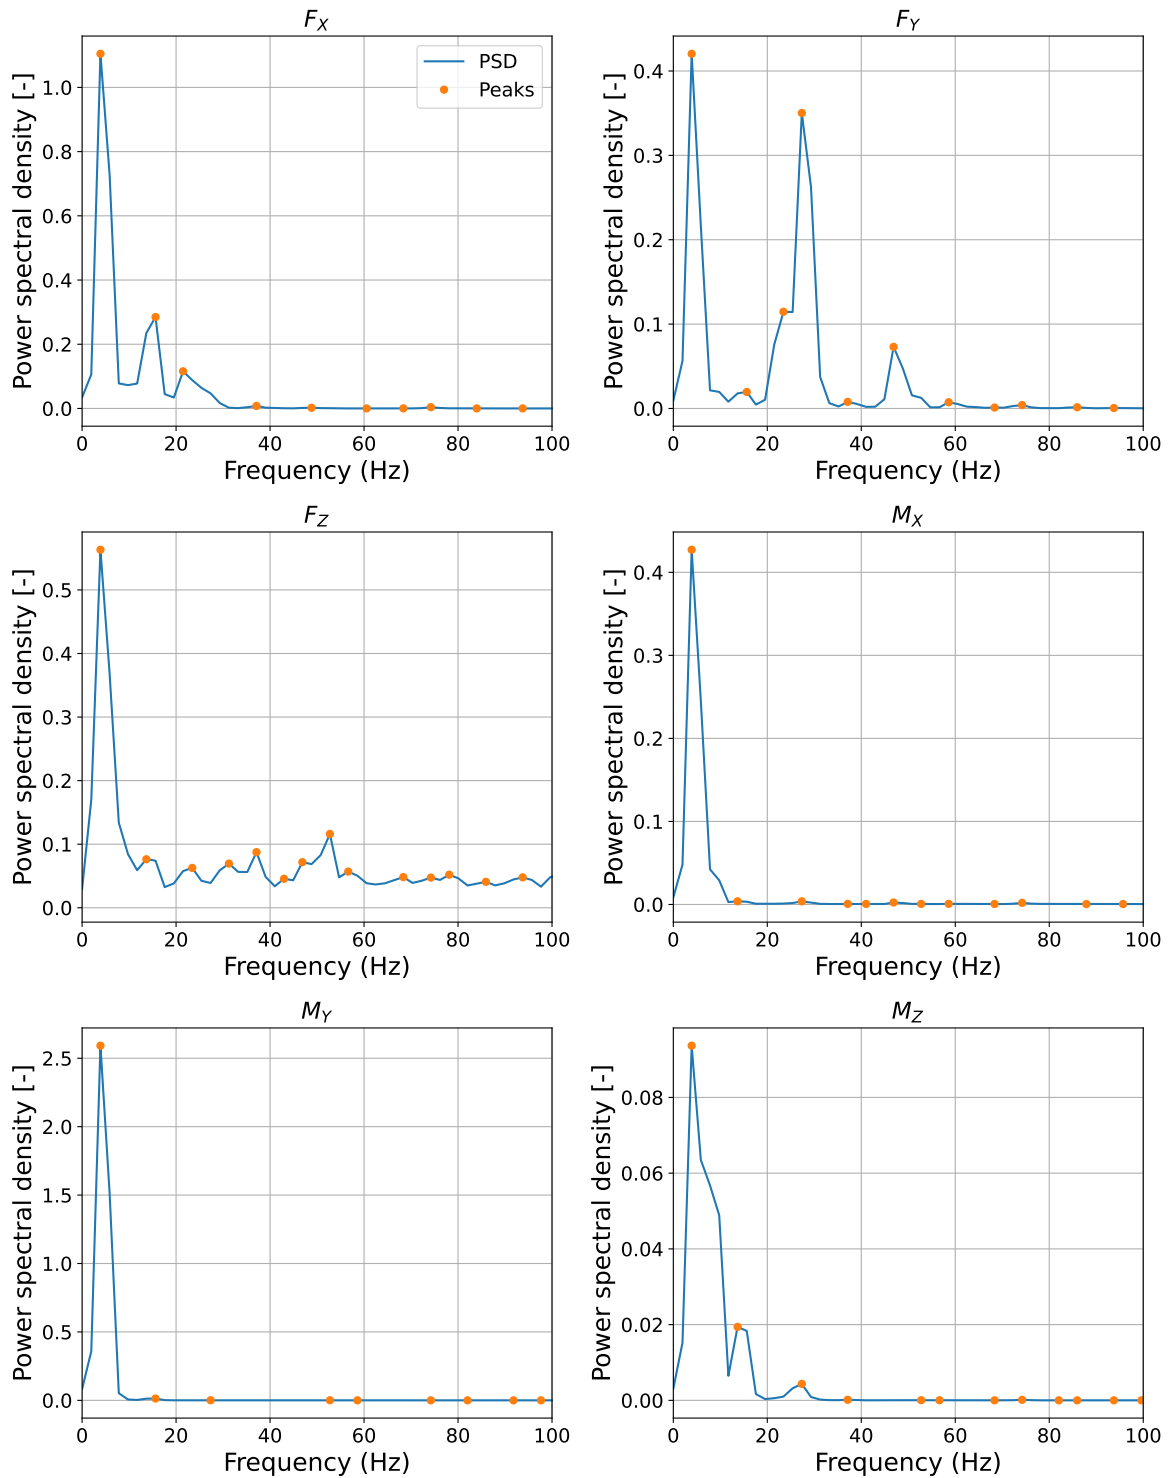 F_X
Power spectral density [-]
1.0
0.8
0.6
0.4
0.2
0.0
PSD
Peaks
0 20 40 60 80 100
Frequency (Hz)
F_Y
Power spectral density [-]
0.4
0.3
0.2
0.1
0.0
0 20 40 60 80 100
Frequency (Hz)
F_Z
Power spectral density [-]
0.5
0.4
0.3
0.2
0.1
0.0
0 20 40 60 80 100
Frequency (Hz)
M_X
Power spectral density [-]
0.4
0.3
0.2
0.1
0.0
0 20 40 60 80 100
Frequency (Hz)
M_Y
Power spectral density [-]
2.5
2.0
1.5
1.0
0.5
0.0
0 20 40 60 80 100
Frequency (Hz)
M_Z
Power spectral density [-]
0.08
0.06
0.04
0.02
0.00
0 20 40 60 80 100
Frequency (Hz)